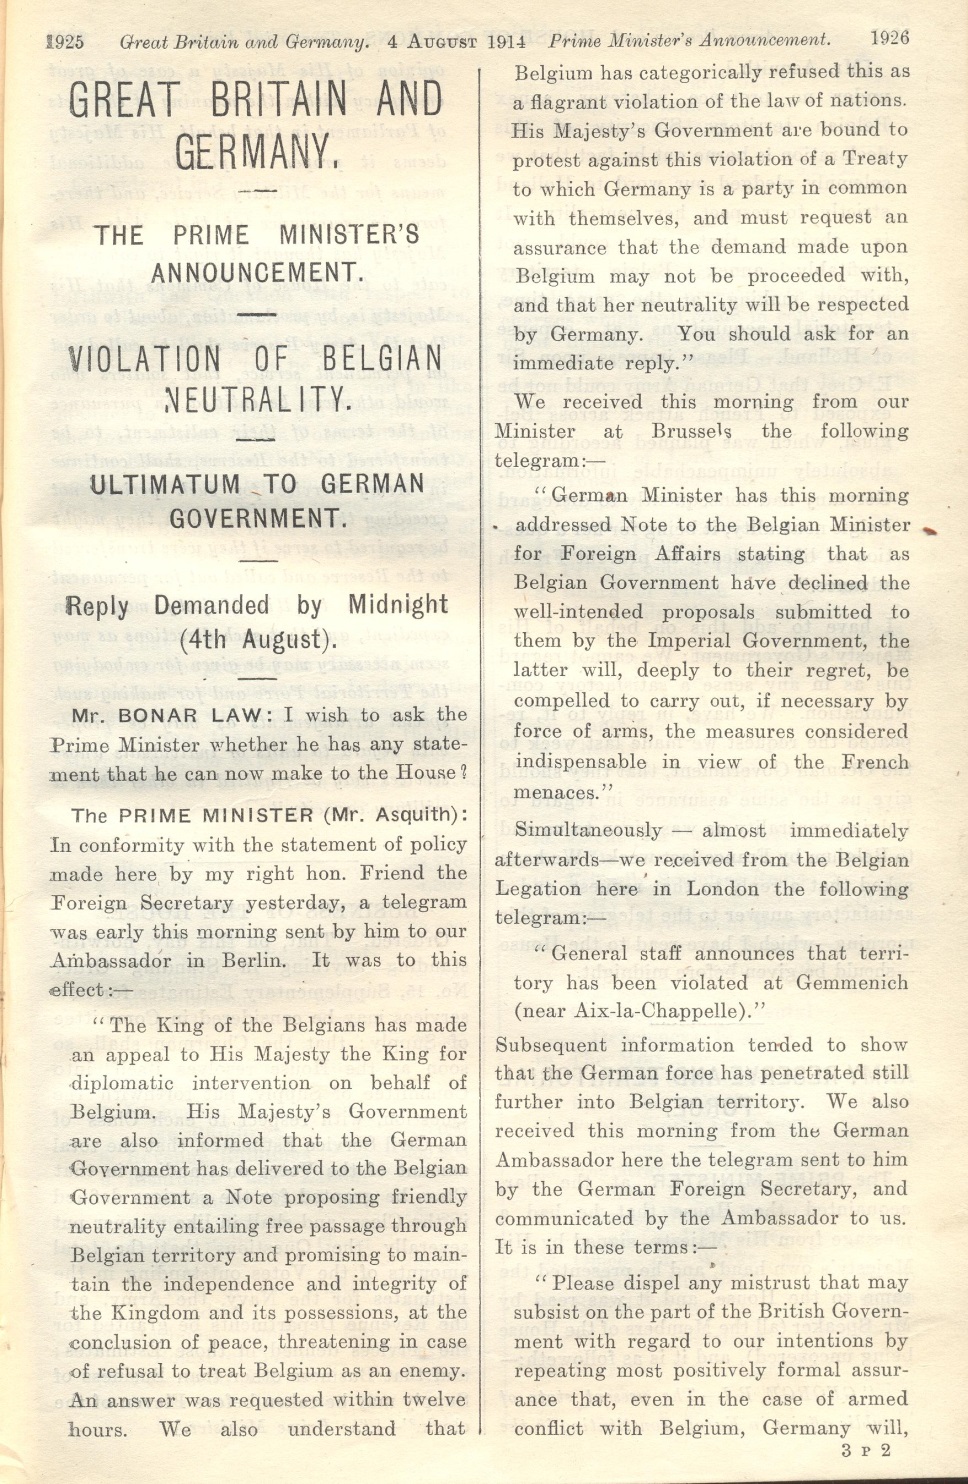 1925 Great Britain and Germany. 4 August 1914 Prime Minister's Announcement. 1926
GREAT BRITAIN AND
GERMANY.
THE PRIME MINISTER'S
ANNOUNCEMENT.
VIOLATION OF BELGIAN
NEUTRALITY.
ULTIMATUM TO GERMAN
GOVERNMENT.
Reply Demanded by Midnight
(4th August).
Mr. BONAR LAW: I wish to ask the
Prime Minister whether he has any state-
ment that he can now make to the House?
The PRIME MINISTER (Mr. Asquith):
In conformity with the statement of policy
made here by my right hon. Friend the
Foreign Secretary yesterday, a telegram
was early this morning sent by him to our
Ambassador in Berlin. It was to this
effect:—
"The King of the Belgians has made
an appeal to His Majesty the King for
diplomatic intervention on behalf of
Belgium. His Majesty's Government
are also informed that the German
Government has delivered to the Belgian
Government a Note proposing friendly
neutrality entailing free passage through
Belgian territory and promising to main-
tain the independence and integrity of
the Kingdom and its possessions, at the
conclusion of peace, threatening in case
of refusal to treat Belgium as an enemy.
An answer was requested within twelve
hours. We also understand that
Belgium has categorically refused this as
a flagrant violation of the law of nations.
His Majesty's Government are bound to
protest against this violation of a Treaty
to which Germany is a party in common
with themselves, and must request an
assurance that the demand made upon
Belgium may not be proceeded with,
and that her neutrality will be respected
by Germany. You should ask for an
immediate reply."
We received this morning from our
Minister at Brussels the following
telegram:—
"German Minister has this morning
addressed Note to the Belgian Minister
for Foreign Affairs stating that as
Belgian Government have declined the
well-intended proposals submitted to
them by the Imperial Government, the
latter will, deeply to their regret, be
compelled to carry out, if necessary by
force of arms, the measures considered
indispensable in view of the French
menaces."
Simultaneously — almost immediately
afterwards—we received from the Belgian
Legation here in London the following
telegram:—
"General staff announces that terri-
tory has been violated at Gemmenich
(near Aix-la-Chappelle)."
Subsequent information tended to show
that the German force has penetrated still
further into Belgian territory. We also
received this morning from the German
Ambassador here the telegram sent to him
by the German Foreign Secretary, and
communicated by the Ambassador to us.
It is in these terms:—
"Please dispel any mistrust that may
subsist on the part of the British Govern-
ment with regard to our intentions by
repeating most positively formal assur-
ance that, even in the case of armed
conflict with Belgium, Germany will,
3 P 2